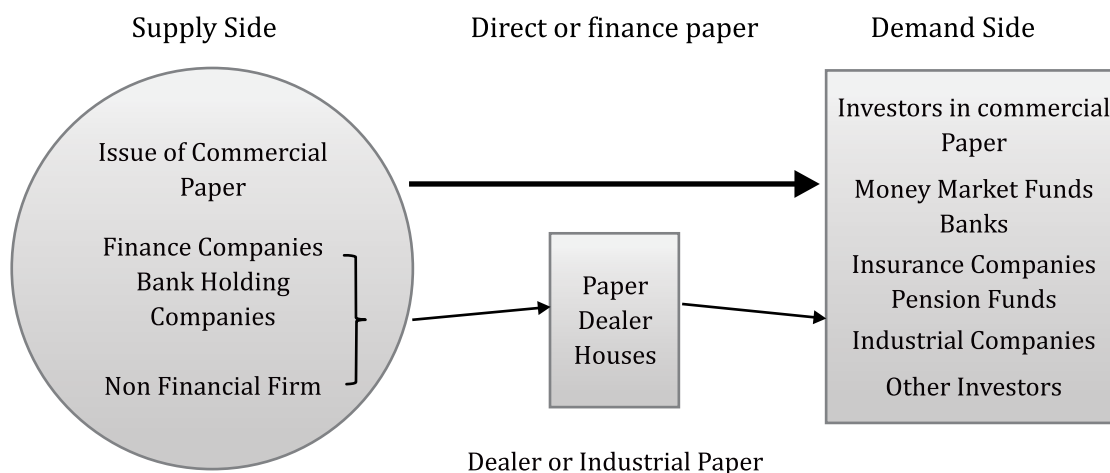 Supply Side
Direct or finance paper
Demand Side
Issue of Commercial
Paper
Finance Companies
Bank Holding
Companies
Non Financial Firm
Paper
Dealer
Houses
Investors in commercial
Paper
Money Market Funds
Banks
Insurance Companies
Pension Funds
Industrial Companies
Other Investors
Dealer or Industrial Paper